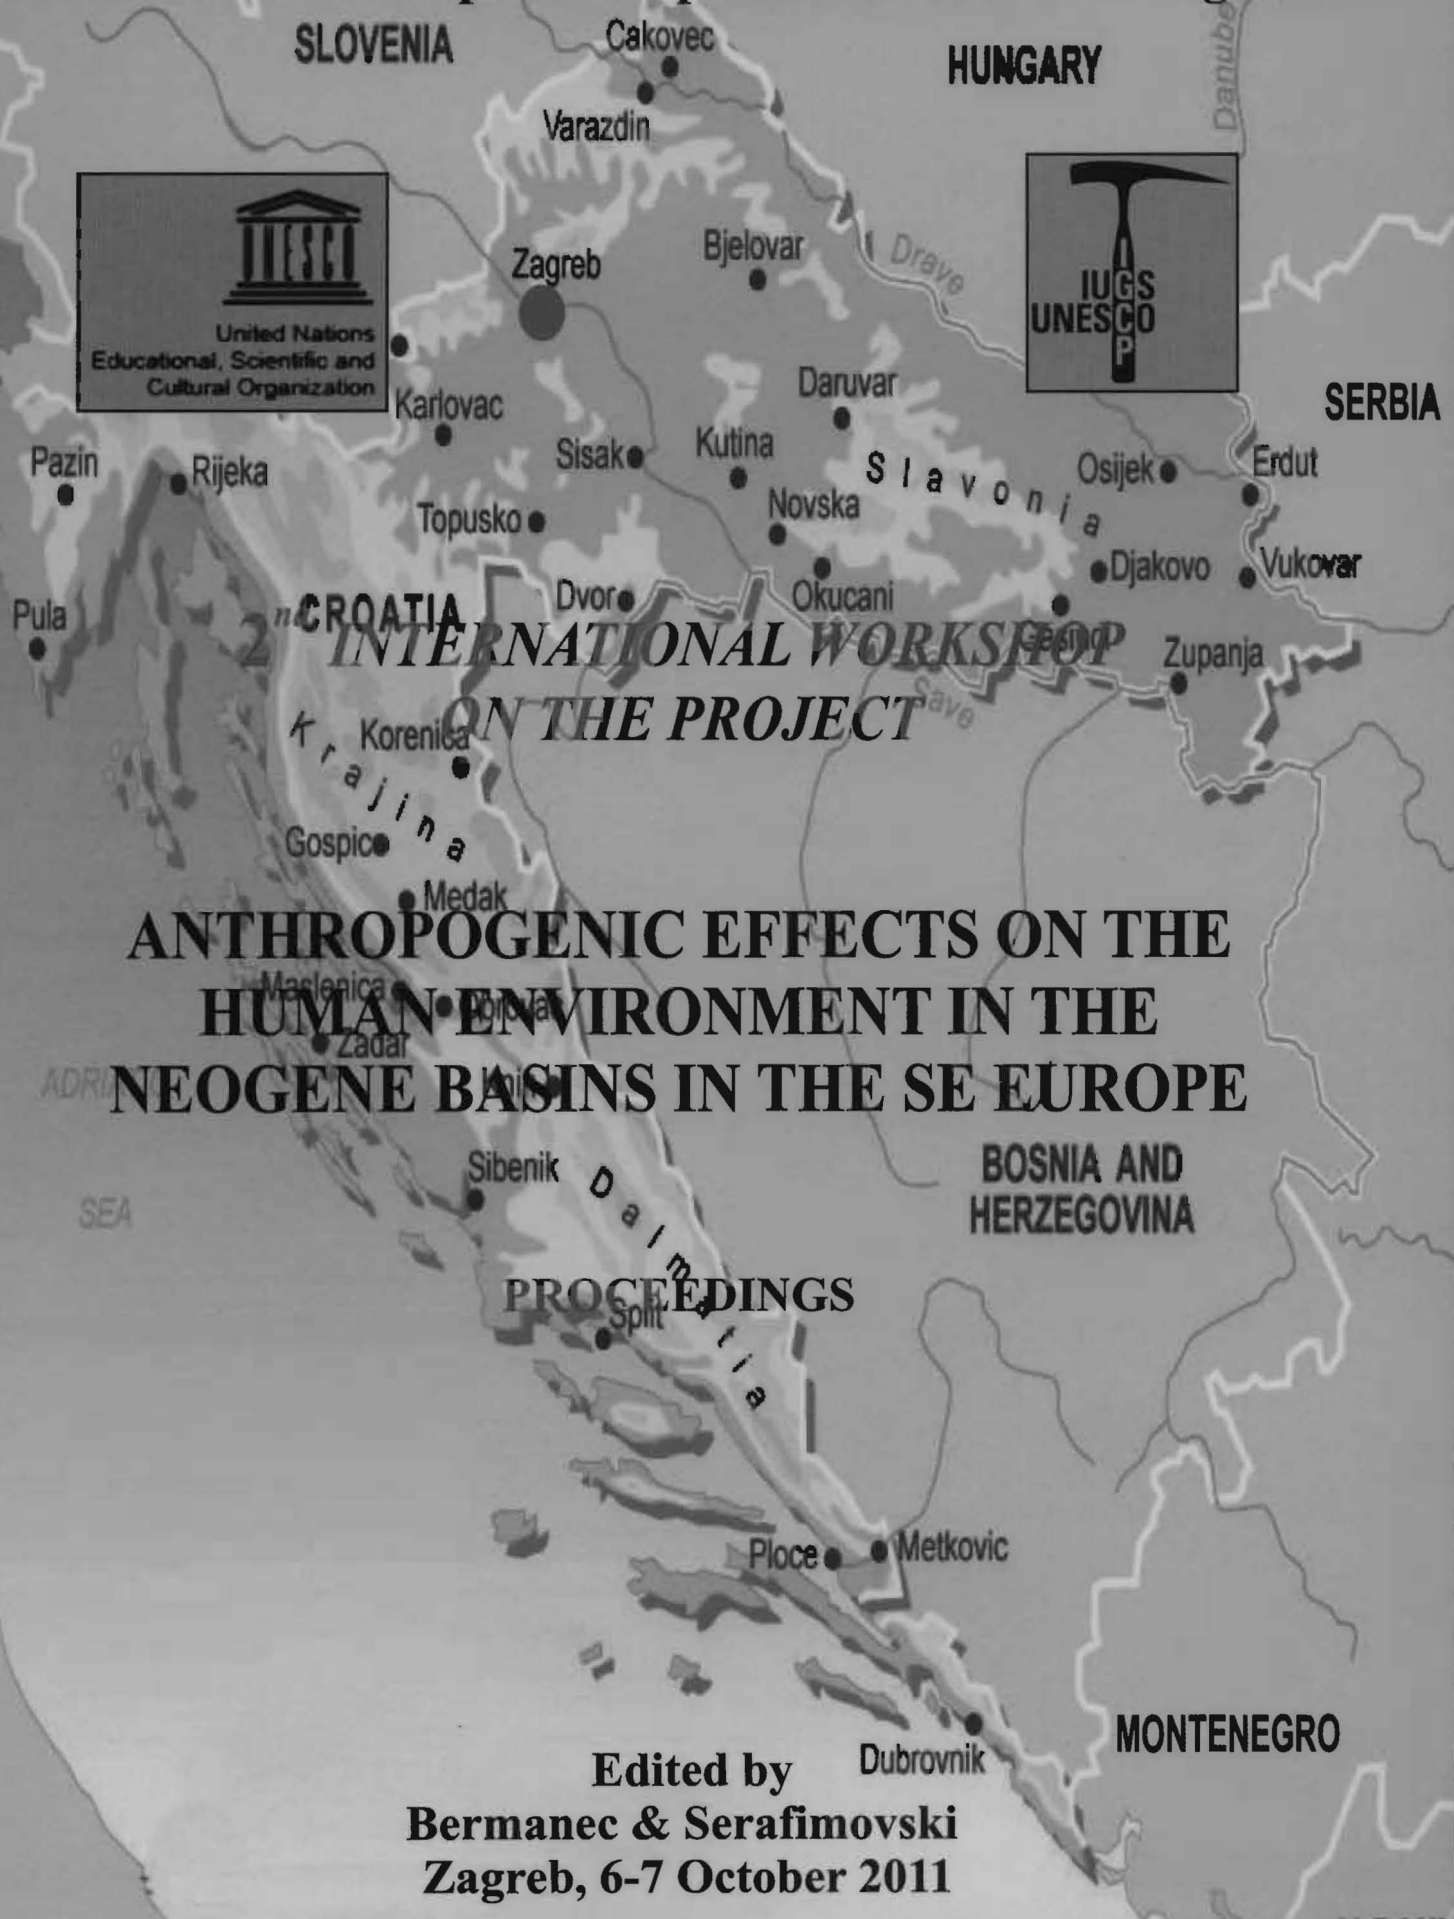 SLOVENIA
Cakovec
HUNGARY
Danube
Varazdin
UNESCO
United Nations
Educational, Scientific and
Cultural Organization
Zagreb
Bjelovar
Drave
IUGS
UNESCO
IGCP
SERBIA
Karlovac
Daruvar
Pazin
Rijeka
Sisak
Kutina
Slavonia
Osijek
Erdut
Topusko
Novska
Djakovo
Vukovar
Pula
CROATIA
Dvor
Okucani
Zupanja
2nd INTERNATIONAL WORKSHOP
ON THE PROJECT
Save
Krajina
Korenica
Gospic
Medak
ANTHROPOGENIC EFFECTS ON THE
HUMAN ENVIRONMENT IN THE
NEOGENE BASINS IN THE SE EUROPE
Maslenica
Zadar
SEA
Sibenik
Dalmatia
BOSNIA AND
HERZEGOVINA
PROCEEDINGS
Split
Ploce
Metkovic
MONTENEGRO
Dubrovnik
Edited by
Bermanec & Serafimovski
Zagreb, 6-7 October 2011